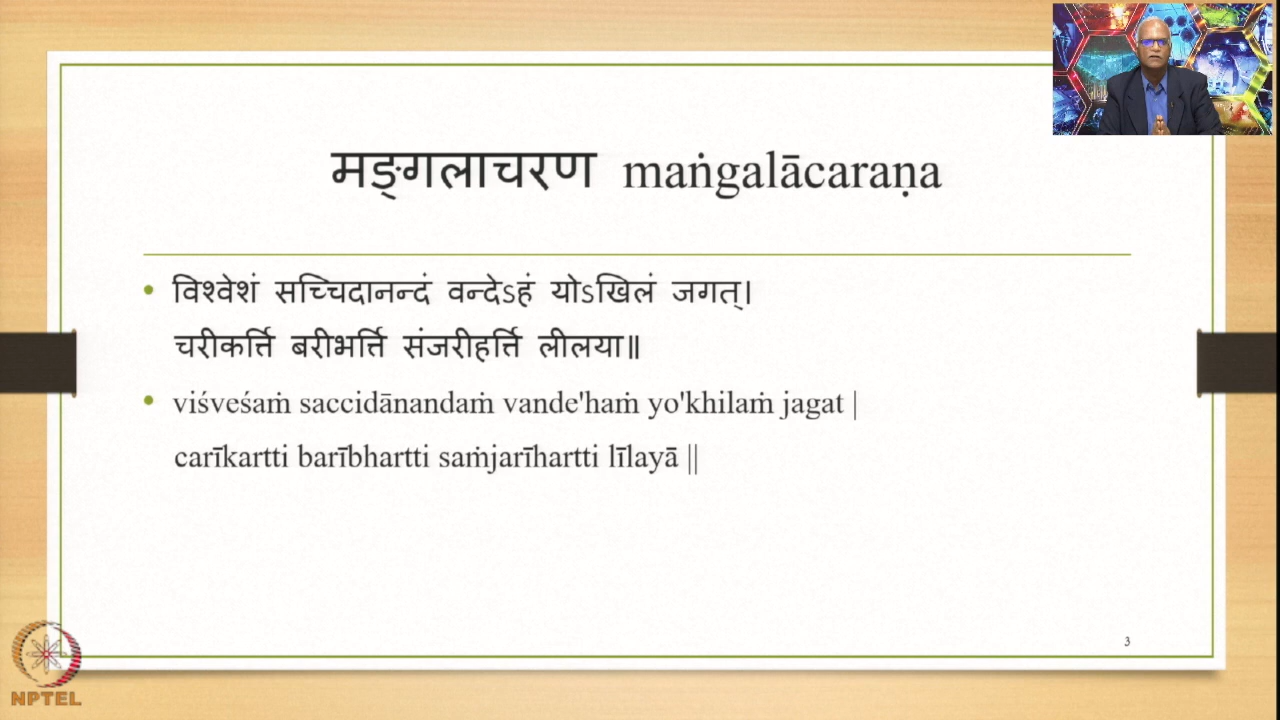 मङ्गलाचरण maṅgalācaraṇa
• विश्वेशं सच्चिदानन्दं वन्देऽहं योऽखिलं जगत्।
चरीकर्त्ति बरीभर्त्ति संजरीहर्त्ति लीलया॥
• viśveśaṁ saccidānandaṁ vande'haṁ yo'khilaṁ jagat |
carīkartti barībhartti saṁjarīhartti līlayā ||
3
NPTEL